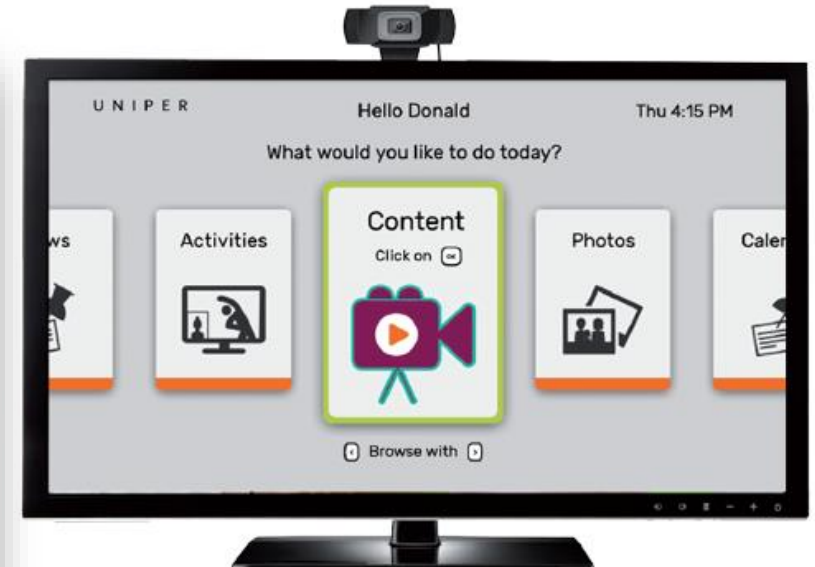 UNIPER
Hello Donald
Thu 4:15 PM
What would you like to do today?
Activities
Content
Click on OK
Photos
Browse with